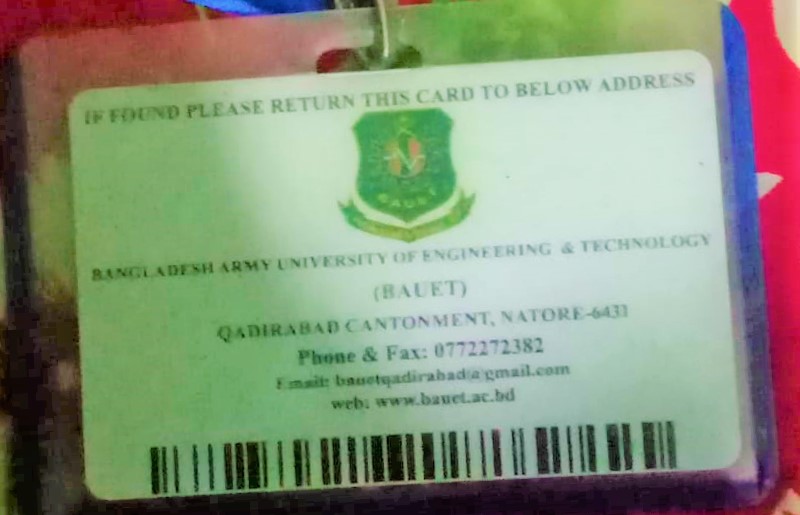 IF FOUND PLEASE RETURN THIS CARD TO BELOW ADDRESS
BAUET
BANGLADESH ARMY UNIVERSITY OF ENGINEERING & TECHNOLOGY
(BAUET)
QADIRABAD CANTONMENT, NATORE-6431
Phone & Fax: 0772272382
Email: bauetqadirabad@gmail.com
web: www.bauet.ac.bd